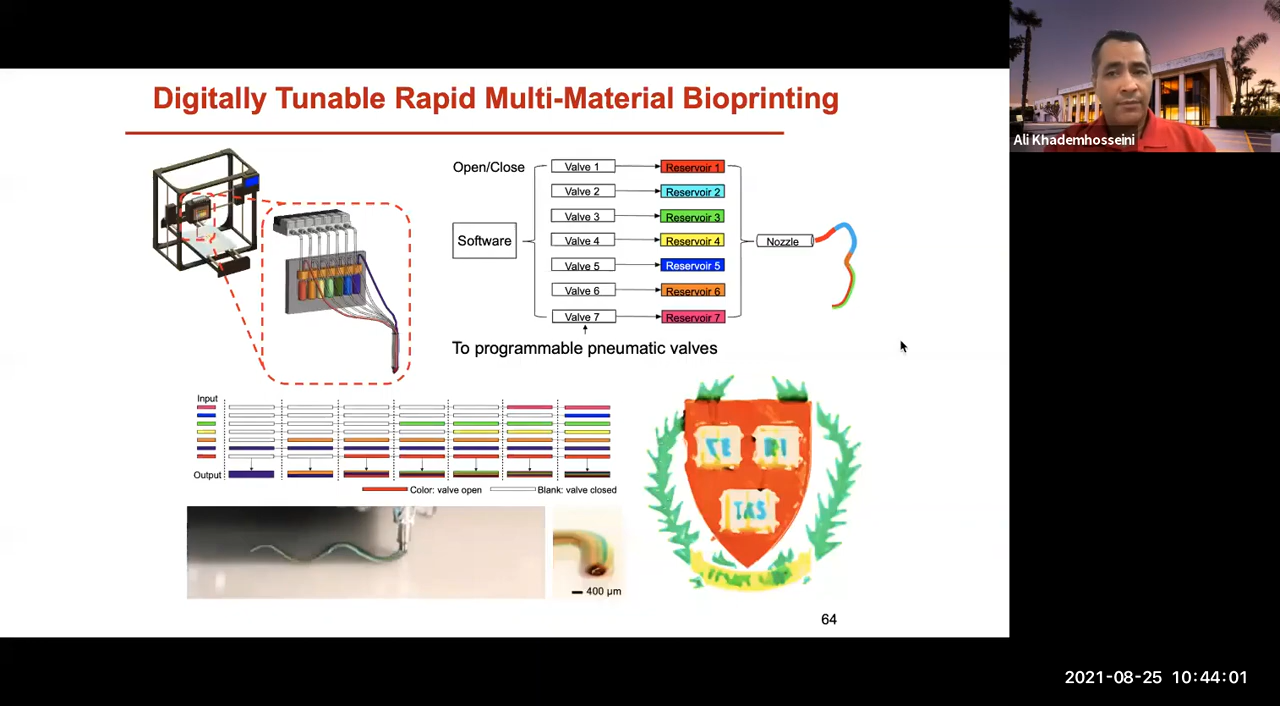 Digitally Tunable Rapid Multi-Material Bioprinting
Ali Khademhosseini
Open/Close
Software
Valve 1
Reservoir 1
Valve 2
Reservoir 2
Valve 3
Reservoir 3
Valve 4
Reservoir 4
Valve 5
Reservoir 5
Valve 6
Reservoir 6
Valve 7
Reservoir 7
Nozzle
To programmable pneumatic valves
Input
Output
Color: valve open
Blank: valve closed
400 µm
VE
RI
TAS
64
2021-08-25 10:44:01